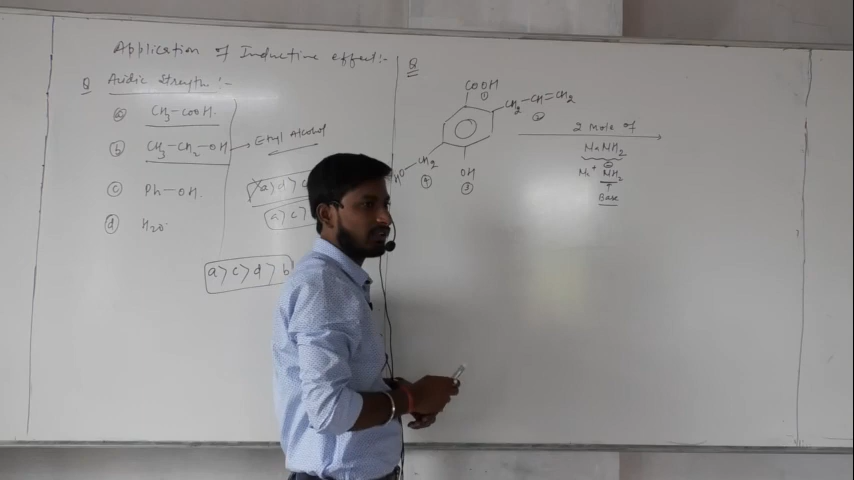 Application of Inductive effect:-
Q Acidic strength :-
a CH3-COOH.
b CH3-CH2-OH → Ethyl Alcohol
c Ph-OH.
d H2O
a>d>c
a>c>
a>c>d>b
Q
COOH
1
CH2-CH=CH2
2
HO-CH2
4
OH
3
2 mole of
NaNH2
Na+ NH2
Base